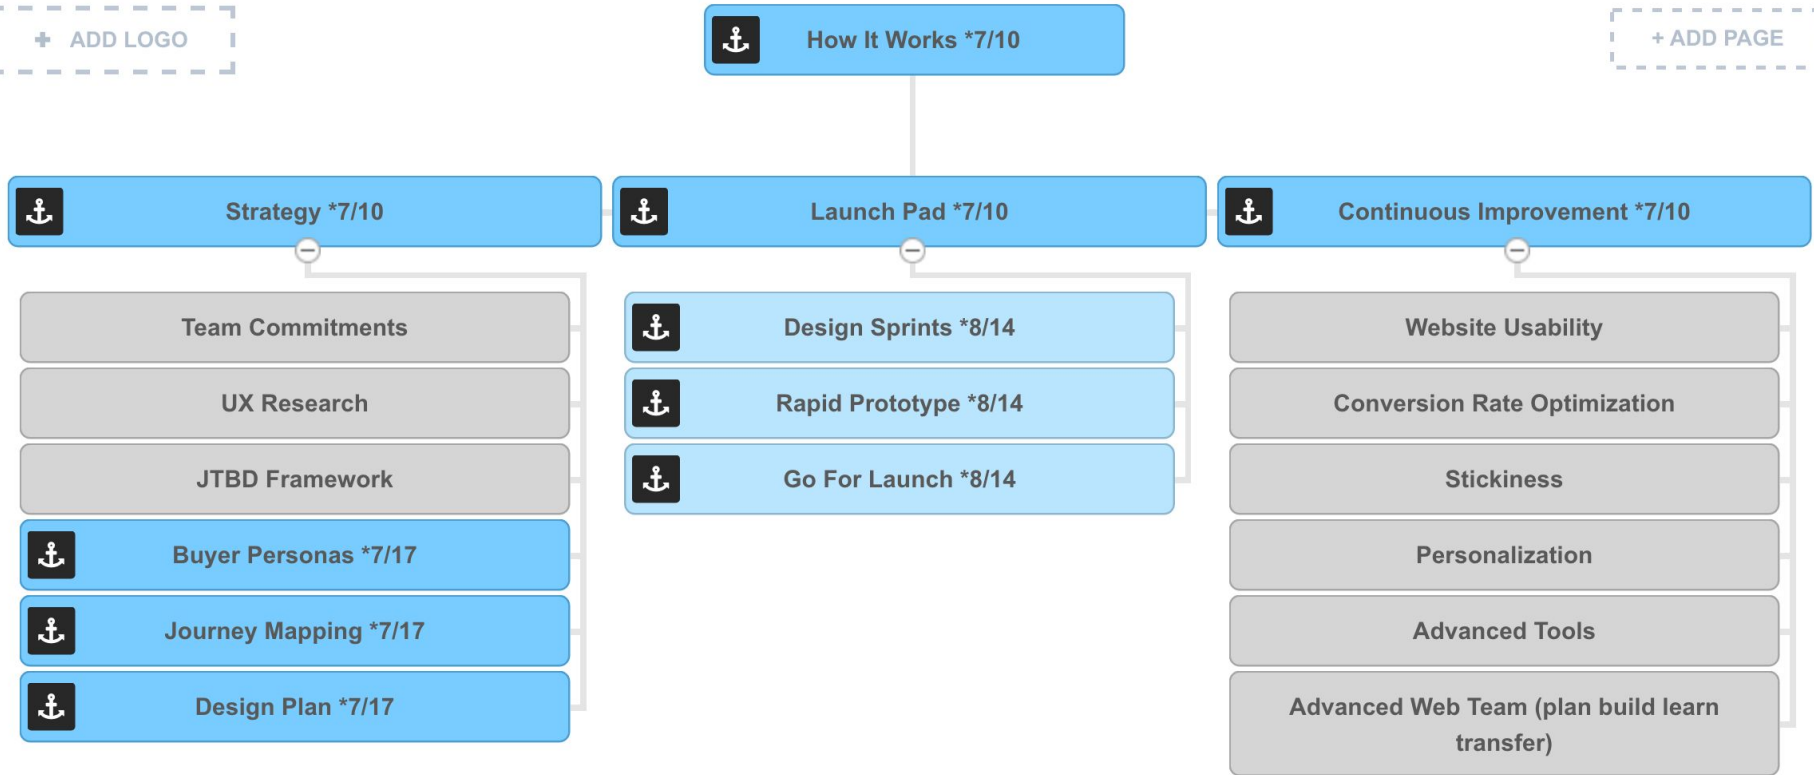 + ADD LOGO
How It Works *7/10
+ ADD PAGE
Strategy *7/10
Launch Pad *7/10
Continuous Improvement *7/10
Team Commitments
UX Research
JTBD Framework
Buyer Personas *7/17
Journey Mapping *7/17
Design Plan *7/17
Design Sprints *8/14
Rapid Prototype *8/14
Go For Launch *8/14
Website Usability
Conversion Rate Optimization
Stickiness
Personalization
Advanced Tools
Advanced Web Team (plan build learn
transfer)